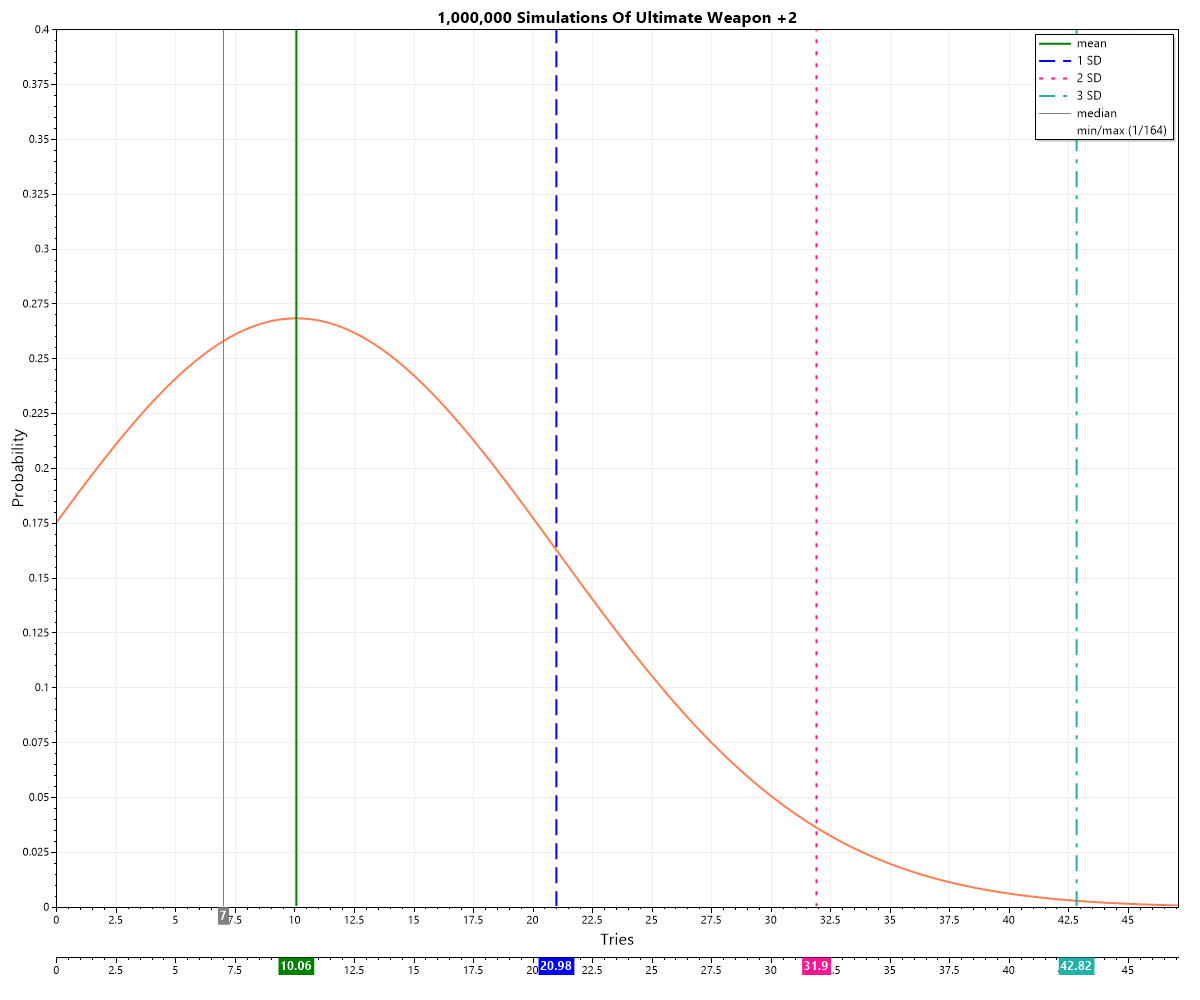 1,000,000 Simulations Of Ultimate Weapon +2
mean
1 SD
2 SD
3 SD
median
min/max (1/164)
0.4
0.375
0.35
0.325
0.3
0.275
0.25
0.225
0.2
0.175
0.15
0.125
0.1
0.075
0.05
0.025
0
Probability
0 2.5 5 7 7.5 10 12.5 15 17.5 20 22.5 25 27.5 30 32.5 35 37.5 40 42.5 45
Tries
0 2.5 5 7.5 10.06 12.5 15 17.5 20 20.98 22.5 25 27.5 30 31.9 35 37.5 40 42.82 45